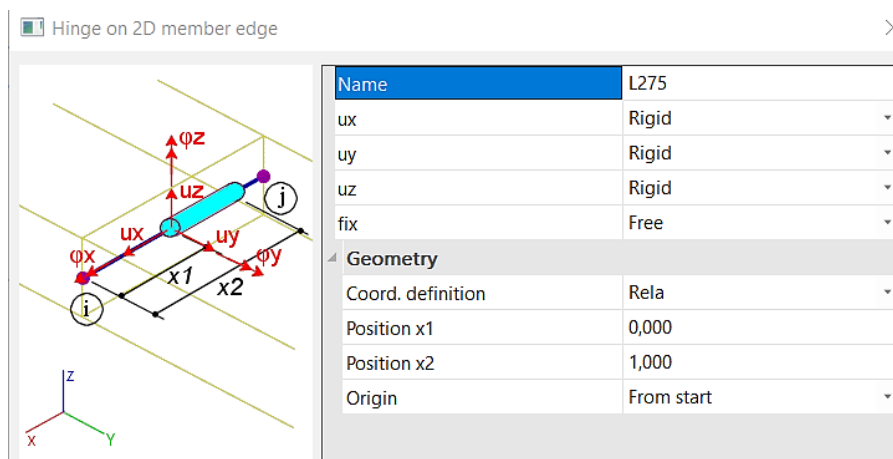 Hinge on 2D member edge
Name L275
ux Rigid
uy Rigid
uz Rigid
fix Free
Geometry
Coord. definition Rela
Position x1 0,000
Position x2 1,000
Origin From start
φz
uz
j
ux
uy
φx
φy
x1
x2
i
z
x
Y